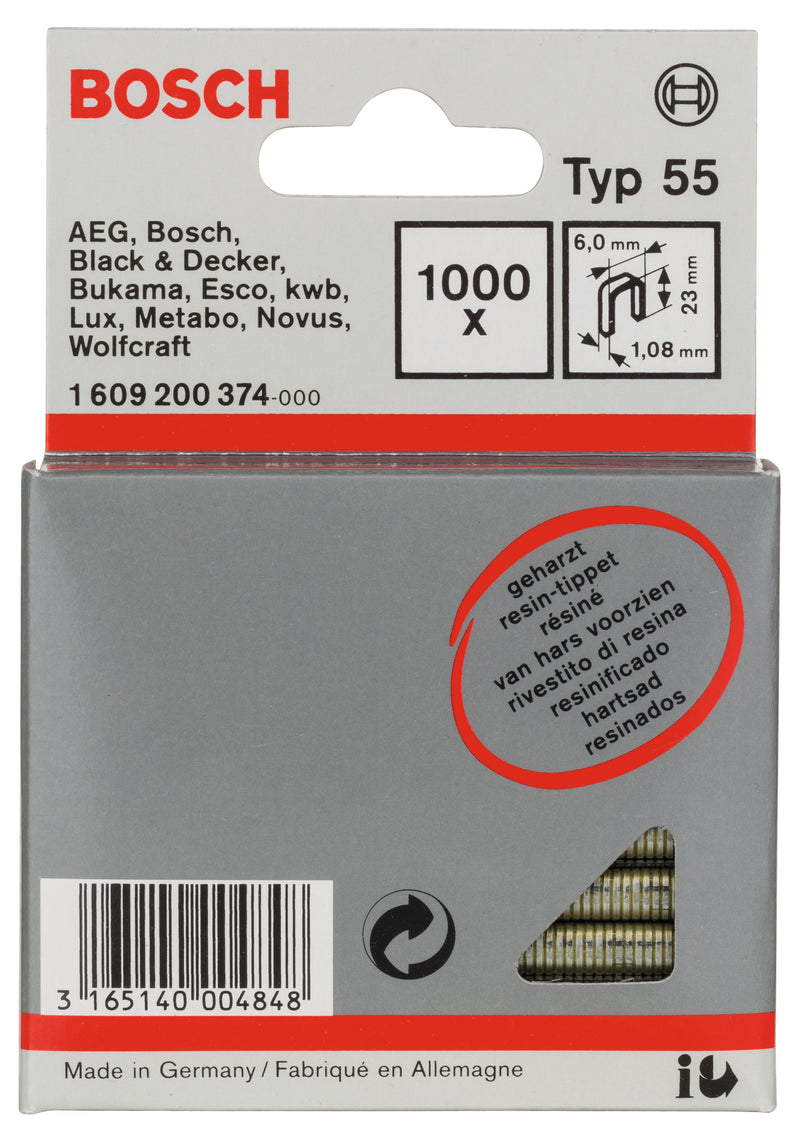 BOSCH
Typ 55
AEG, Bosch,
Black & Decker,
Bukama, Esco, kwb,
Lux, Metabo, Novus,
Wolfcraft
1 609 200 374-000
1000
x
6,0 mm
23 mm
1,08 mm
geharzt
resin-tippet
résiné
van hars voorzien
rivestito di resina
resinificado
hartsad
resinados
3 165140 004848
Made in Germany / Fabriqué en Allemagne